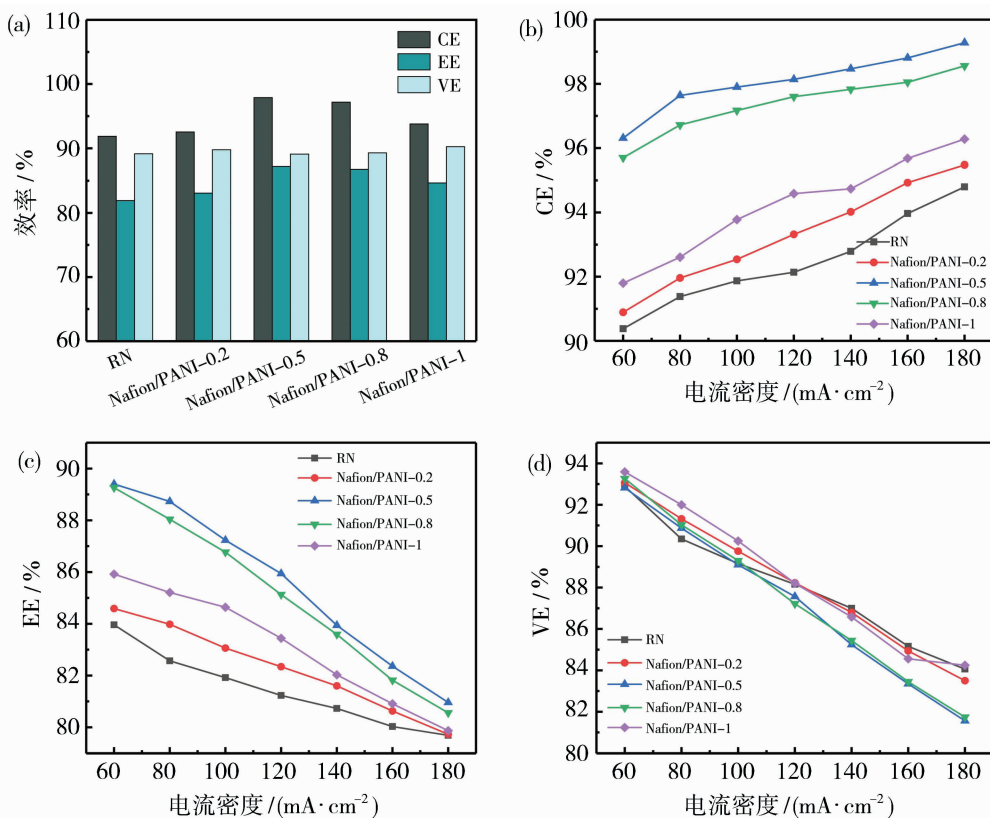 (a)
110
100
90
80
70
60
效率/%
CE
EE
VE
RN
Nafion/PANI-0.2
Nafion/PANI-0.5
Nafion/PANI-0.8
Nafion/PANI-1
(b)
100
98
96
94
92
90
CE/%
RN
Nafion/PANI-0.2
Nafion/PANI-0.5
Nafion/PANI-0.8
Nafion/PANI-1
60 80 100 120 140 160 180
电流密度/(mA·cm⁻²)
(c)
90
88
86
84
82
80
EE/%
RN
Nafion/PANI-0.2
Nafion/PANI-0.5
Nafion/PANI-0.8
Nafion/PANI-1
60 80 100 120 140 160 180
电流密度/(mA·cm⁻²)
(d)
94
92
90
88
86
84
82
80
VE/%
RN
Nafion/PANI-0.2
Nafion/PANI-0.5
Nafion/PANI-0.8
Nafion/PANI-1
60 80 100 120 140 160 180
电流密度/(mA·cm⁻²)